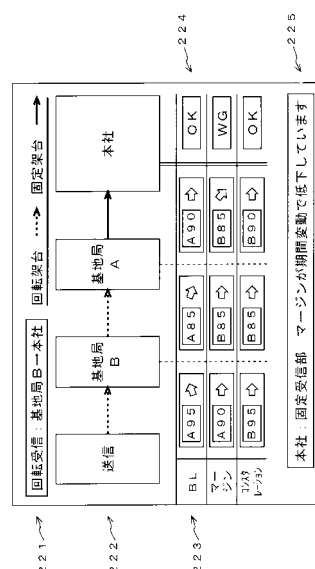 221
回転受信:基地局B→本社
回転架台 ┈▶ 固定架台 ─▶
222
送信
基地局
B
基地局
A
本社
223
BL A95 A85 A90 OK
224
マージン A90 B85 B85 WG
コンスタレーション B95 B85 B90 OK
本社:固定受信部 マージンが期間変動で低下しています
225